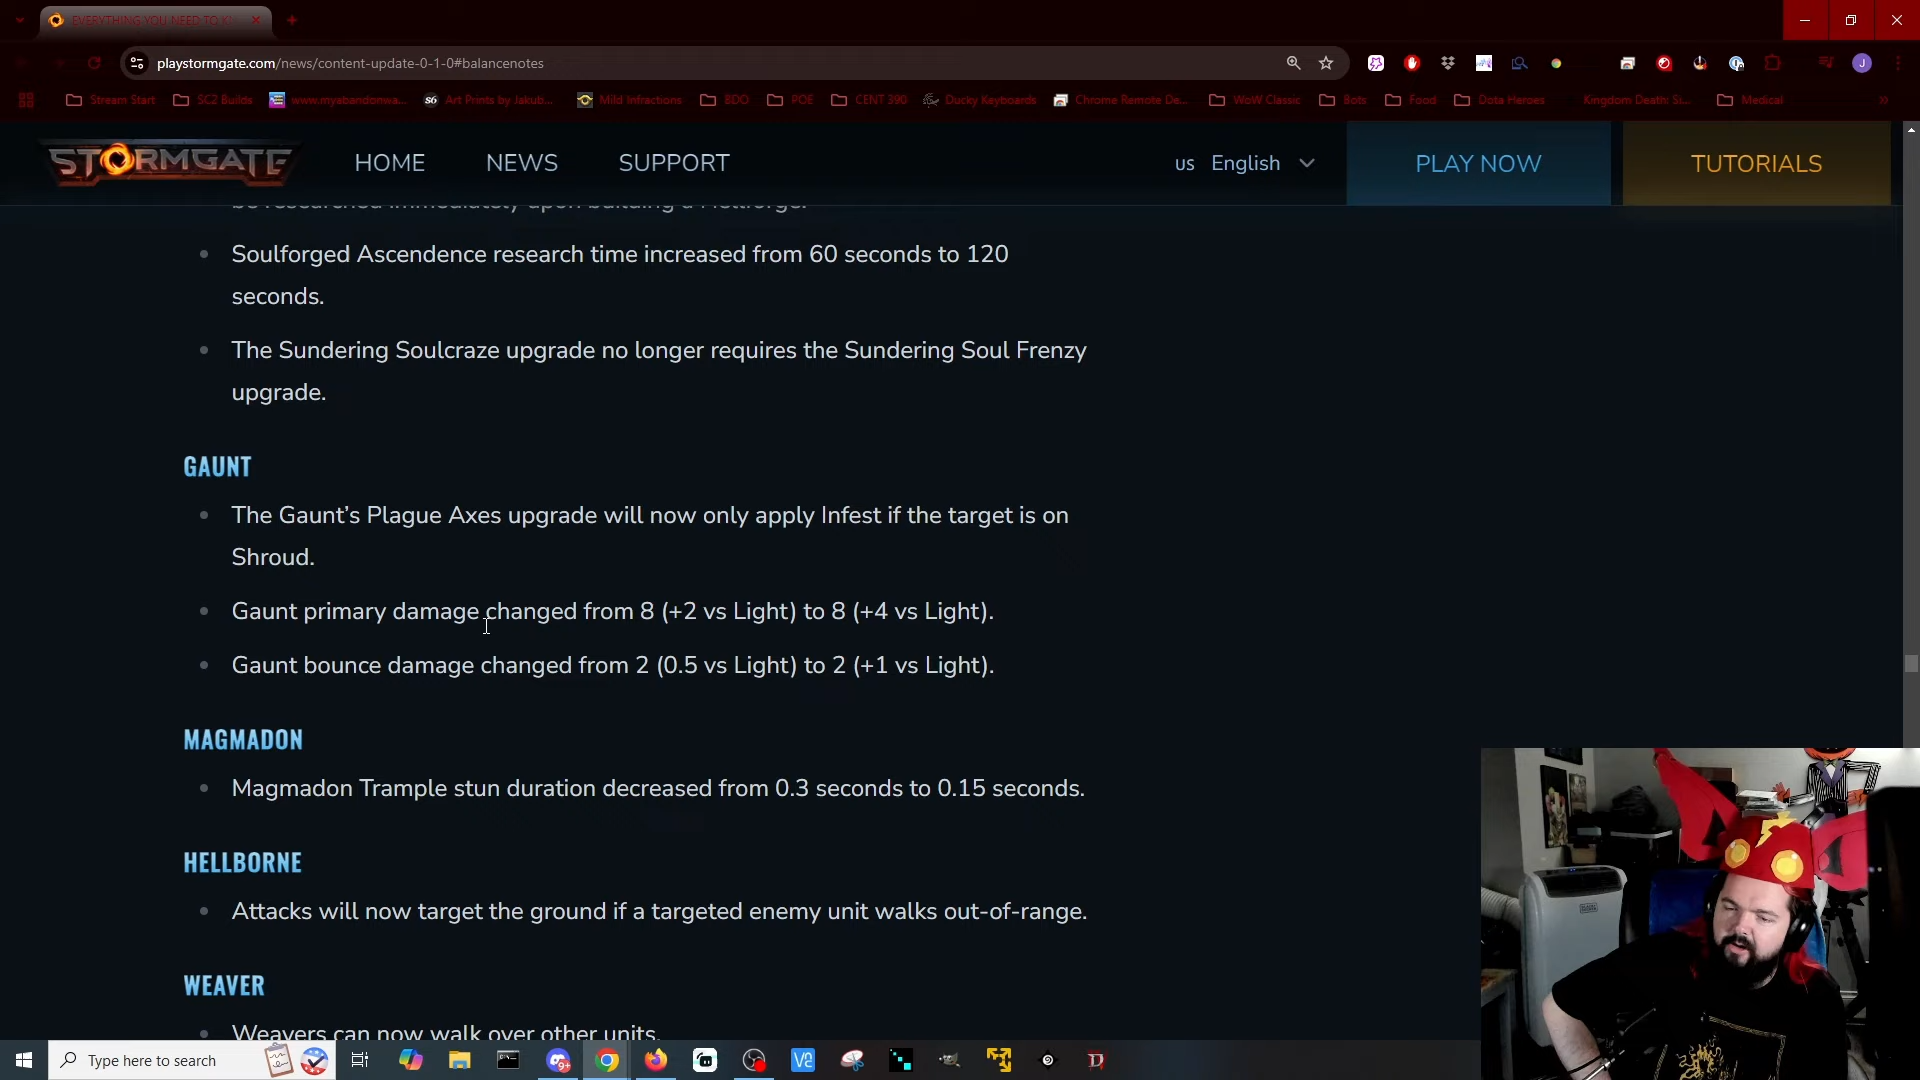 EVERYTHING YOU NEED TO K
playstormgate.com/news/content-update-0-1-0#balancenotes
Stream Start
SC2 Builds
www.myabandonwa...
Art Prints by Jakub...
Mild Infractions
BDO
POE
CENT 390
Ducky Keyboards
Chrome Remote De...
WoW Classic
Bots
Food
Dota Heroes
Kingdom Death: Si...
Medical
STORMGATE
HOME
NEWS
SUPPORT
us English
PLAY NOW
TUTORIALS
be researched immediately upon building a Hellforge.
Soulforged Ascendence research time increased from 60 seconds to 120
seconds.
The Sundering Soulcraze upgrade no longer requires the Sundering Soul Frenzy
upgrade.
GAUNT
The Gaunt’s Plague Axes upgrade will now only apply Infest if the target is on
Shroud.
Gaunt primary damage changed from 8 (+2 vs Light) to 8 (+4 vs Light).
Gaunt bounce damage changed from 2 (0.5 vs Light) to 2 (+1 vs Light).
MAGMADON
Magmadon Trample stun duration decreased from 0.3 seconds to 0.15 seconds.
HELLBORNE
Attacks will now target the ground if a targeted enemy unit walks out-of-range.
WEAVER
Weavers can now walk over other units.
Type here to search